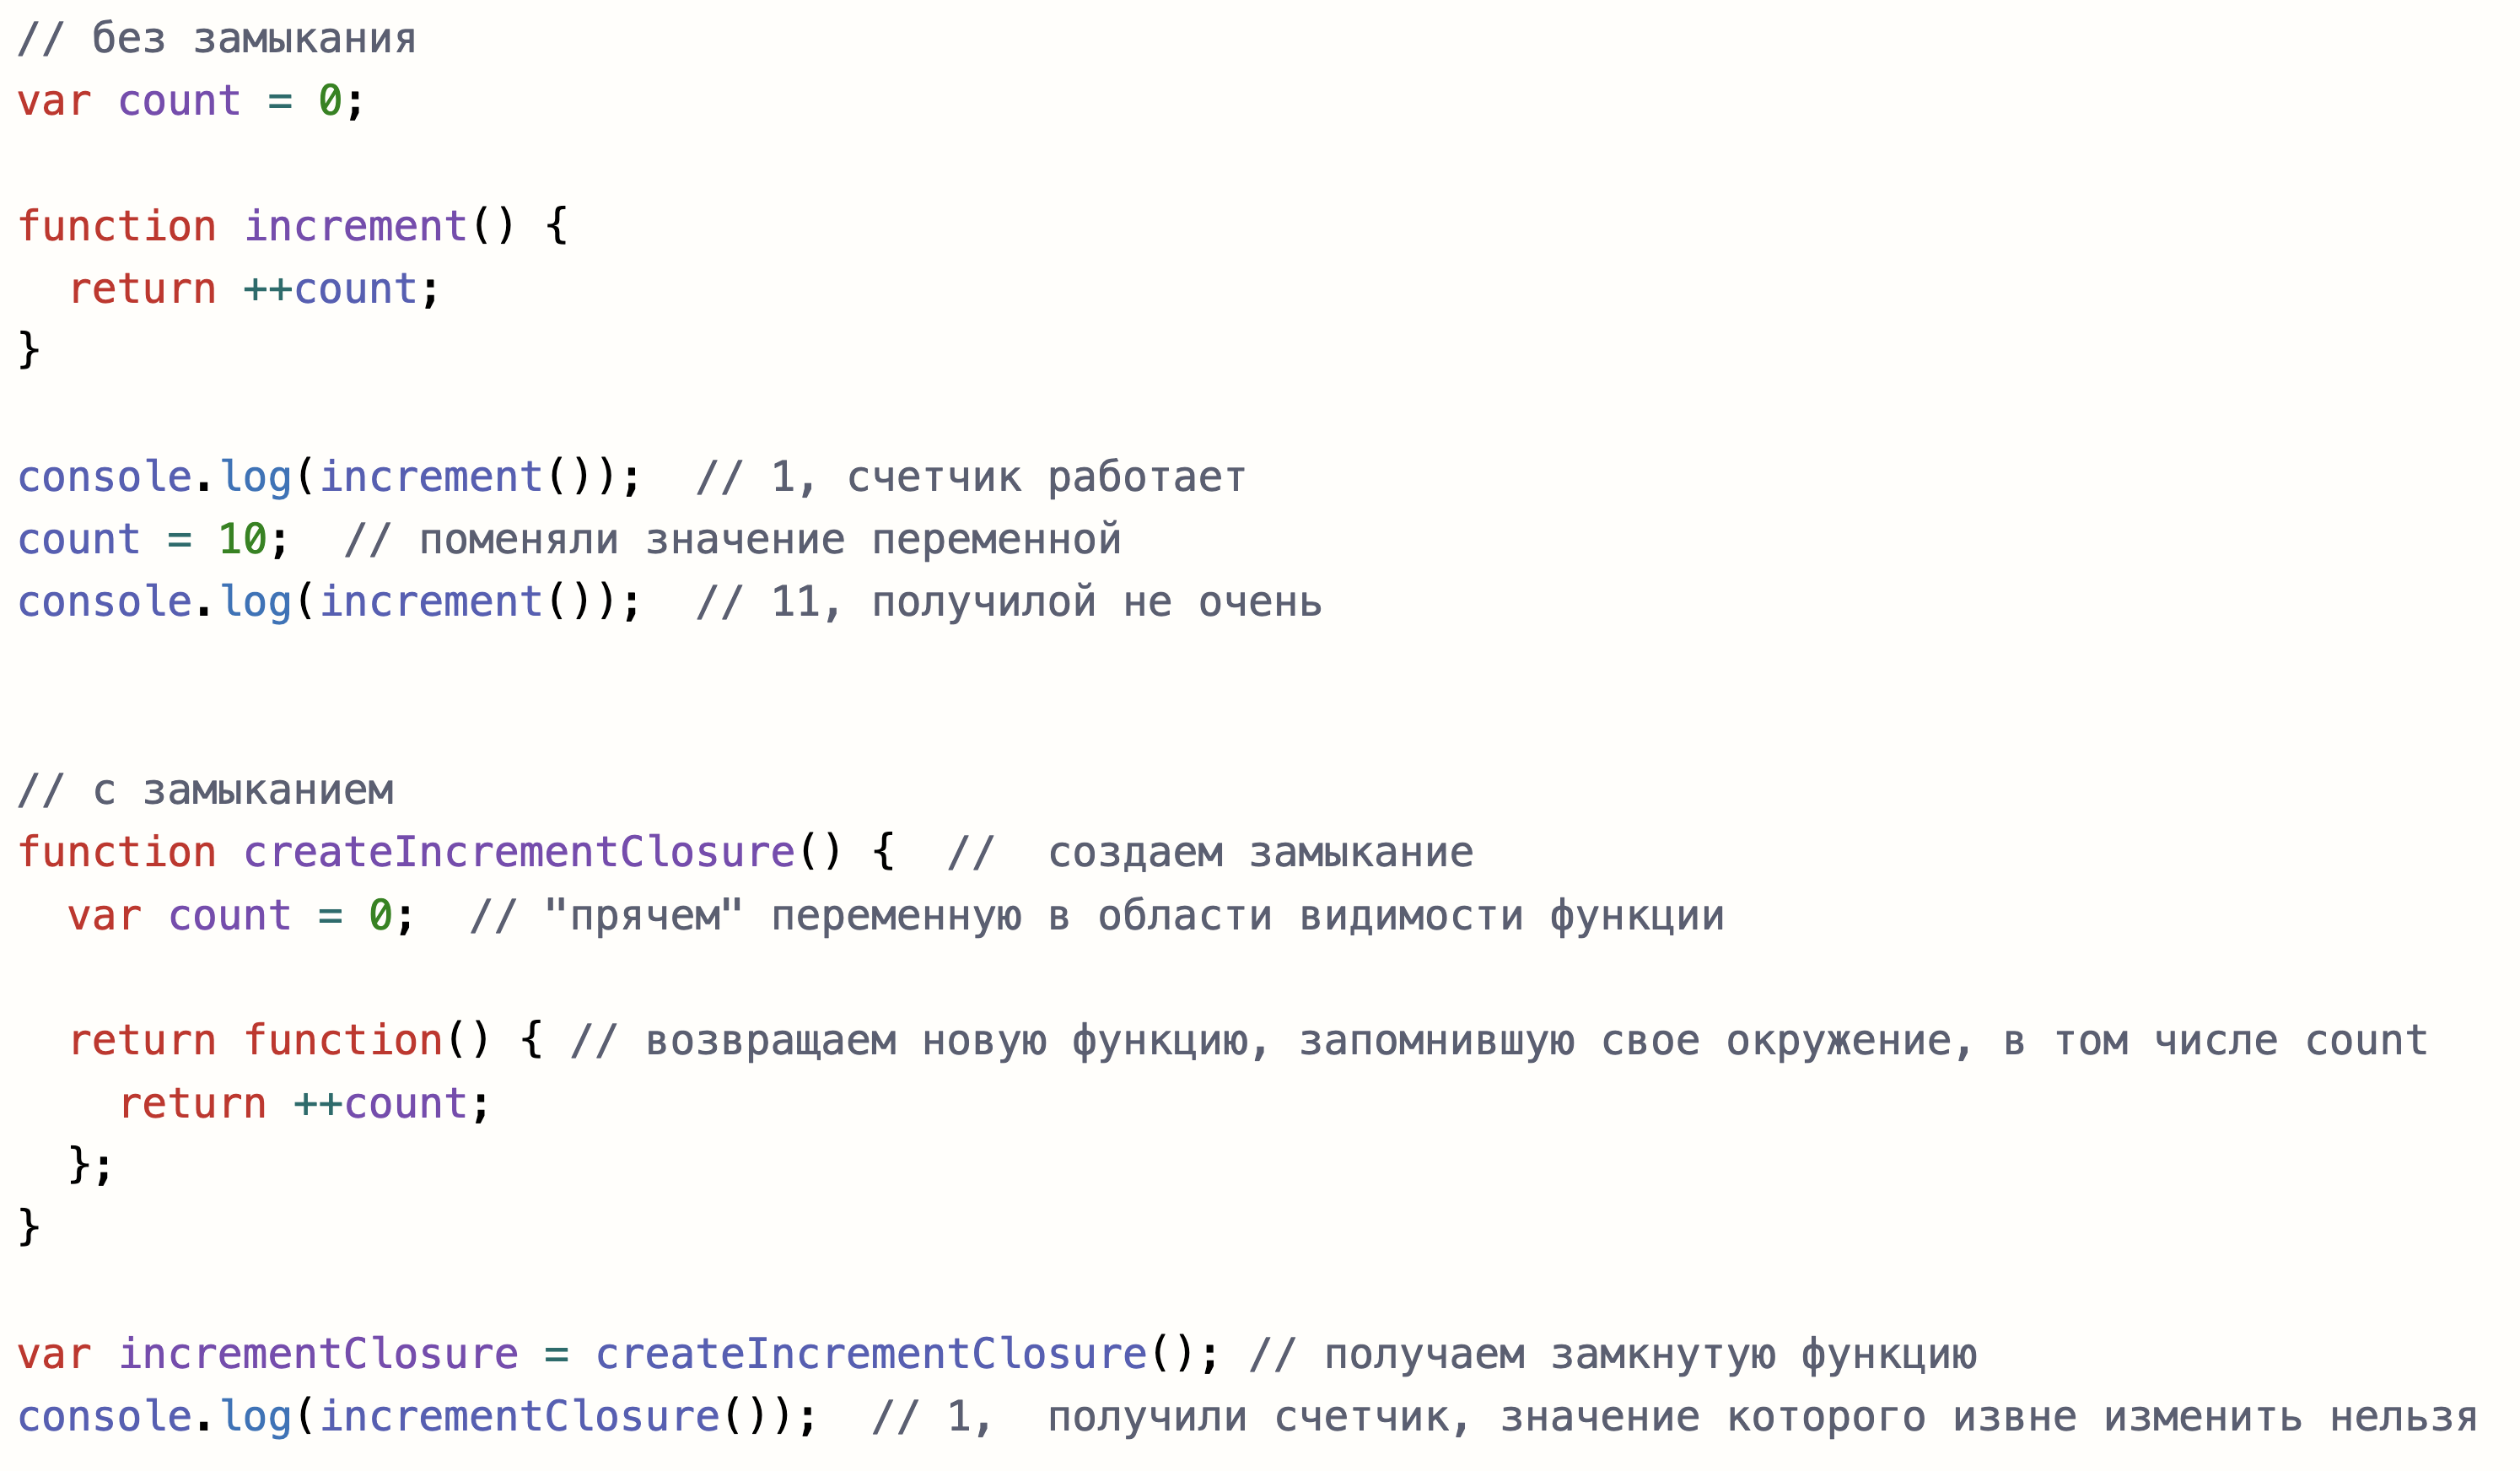 // без замыкания
var count = 0;
function increment() {
  return ++count;
}
console.log(increment());  // 1, счетчик работает
count = 10;  // поменяли значение переменной
console.log(increment());  // 11, получилой не очень
// с замыканием
function createIncrementClosure() {  //  создаем замыкание
  var count = 0;  // "прячем" переменную в области видимости функции
  return function() { // возвращаем новую функцию, запомнившую свое окружение, в том числе count
    return ++count;
  };
}
var incrementClosure = createIncrementClosure(); // получаем замкнутую функцию
console.log(incrementClosure());  // 1,  получили счетчик, значение которого извне изменить нельзя